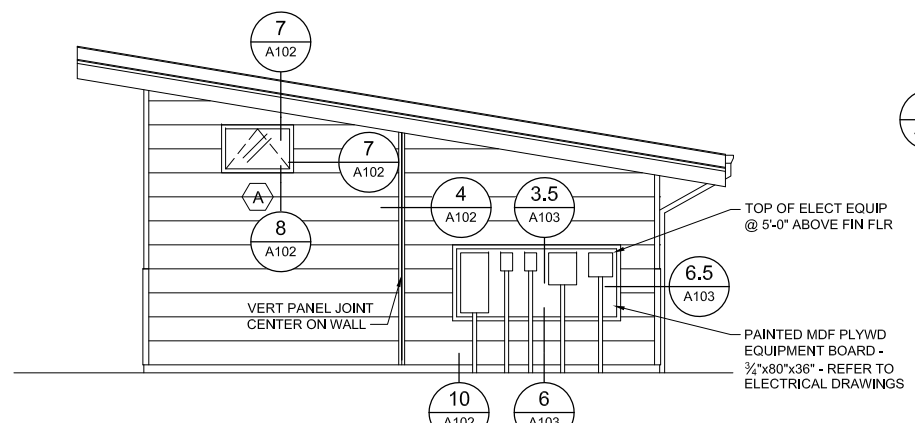 7
A102
7
A102
A
8
A102
4
A102
3.5
A103
TOP OF ELECT EQUIP
@ 5'-0" ABOVE FIN FLR
6.5
A103
VERT PANEL JOINT
CENTER ON WALL
PAINTED MDF PLYWD
EQUIPMENT BOARD -
¾"x80"x36" - REFER TO
ELECTRICAL DRAWINGS
10
A102
6
A103